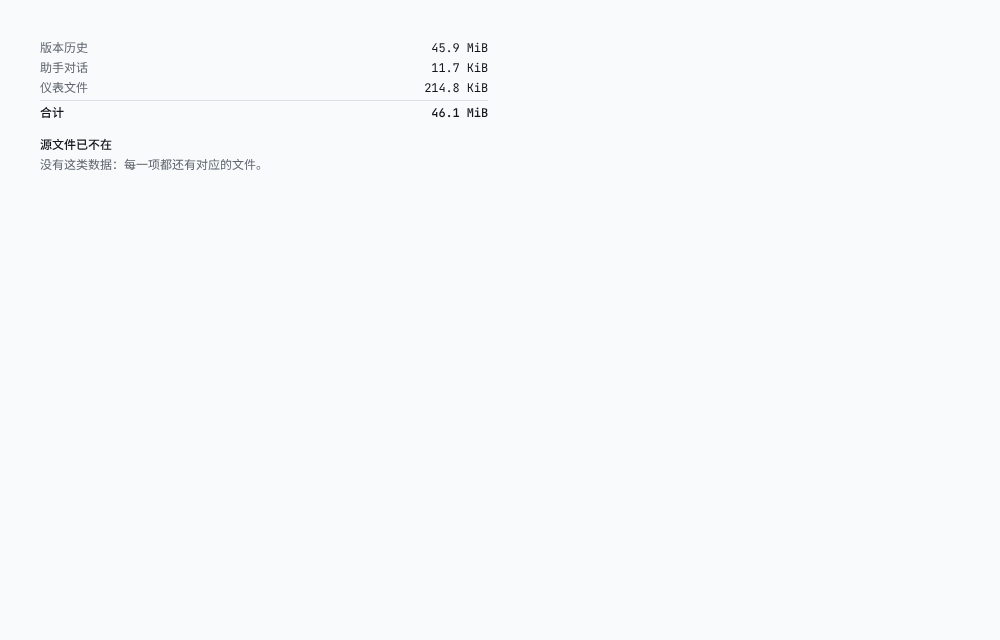 版本历史 45.9 MiB
助手对话 11.7 KiB
仪表文件 214.8 KiB
合计 46.1 MiB
源文件已不在
没有这类数据：每一项都还有对应的文件。